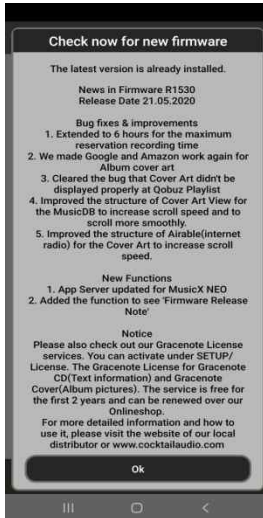 Check now for new firmware
The latest version is already installed.
News in Firmware R1530
Release Date 21.05.2020
Bug fixes & improvements
1. Extended to 6 hours for the maximum
reservation recording time
2. We made Google and Amazon work again for
Album cover art
3. Cleared the bug that Cover Art didn't be
displayed properly at Qobuz Playlist
4. Improved the structure of Cover Art View for
the MusicDB to increase scroll speed and to
scroll more smoothly.
5. Improved the structure of Airable(internet
radio) for the Cover Art to increase scroll
speed.
New Functions
1. App Server updated for MusicX NEO
2. Added the function to see 'Firmware Release
Note'
Notice
Please also check out our Gracenote License
services. You can activate under SETUP/
License. The Gracenote License for Gracenote
CD(Text information) and Gracenote
Cover(Album pictures). The service is free for
the first 2 years and can be renewed over our
Onlineshop.
For more detailed information and how to
use it, please visit the website of our local
distributor or www.cocktailaudio.com
Ok